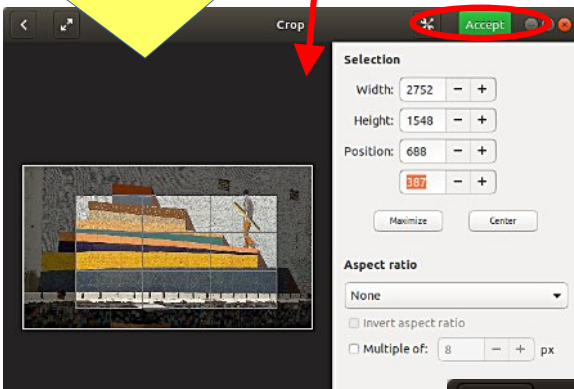 Crop
Accept
Selection
Width: 2752 − +
Height: 1548 − +
Position: 688 − +
387 − +
Maximize Center
Aspect ratio
None
Invert aspect ratio
Multiple of: 8 − + px